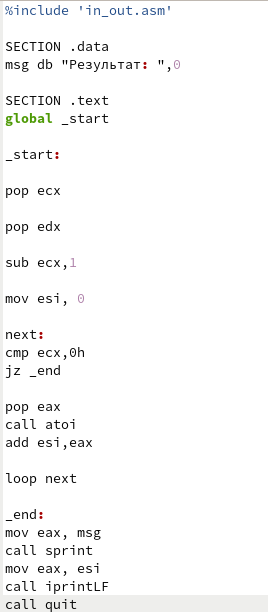 %include 'in_out.asm'
SECTION .data
msg db "Результат: ",0
SECTION .text
global _start
_start:
pop ecx
pop edx
sub ecx,1
mov esi, 0
next:
cmp ecx,0h
jz _end
pop eax
call atoi
add esi,eax
loop next
_end:
mov eax, msg
call sprint
mov eax, esi
call iprintLF
call quit